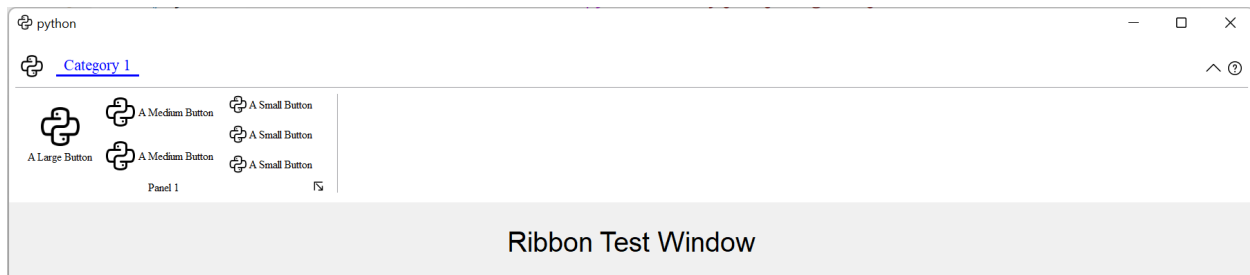 python
Category 1
A Large Button
A Medium Button
A Medium Button
A Small Button
A Small Button
A Small Button
Panel 1
Ribbon Test Window